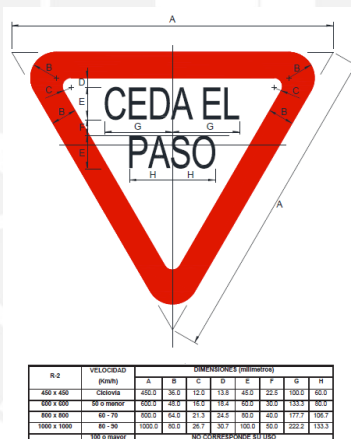 A
B
B
C
C
D
E
CEDA EL
B
B
G
G
F
E
PASO
H
H
A
R-2 VELOCIDAD (Km/h) DIMENSIONES (milimetros)
A B C D E F G H
450 x 450 Ciclovia 450.0 36.0 12.0 13.8 45.0 22.5 100.0 60.0
600 x 600 50 o menor 600.0 48.0 16.0 18.4 60.0 30.0 133.3 80.0
800 x 800 60 - 70 800.0 64.0 21.3 24.5 80.0 40.0 177.7 106.7
1000 x 1000 80 - 90 1000.0 80.0 26.7 30.7 100.0 50.0 222.2 133.3
100 o mayor NO CORRESPONDE SU USO